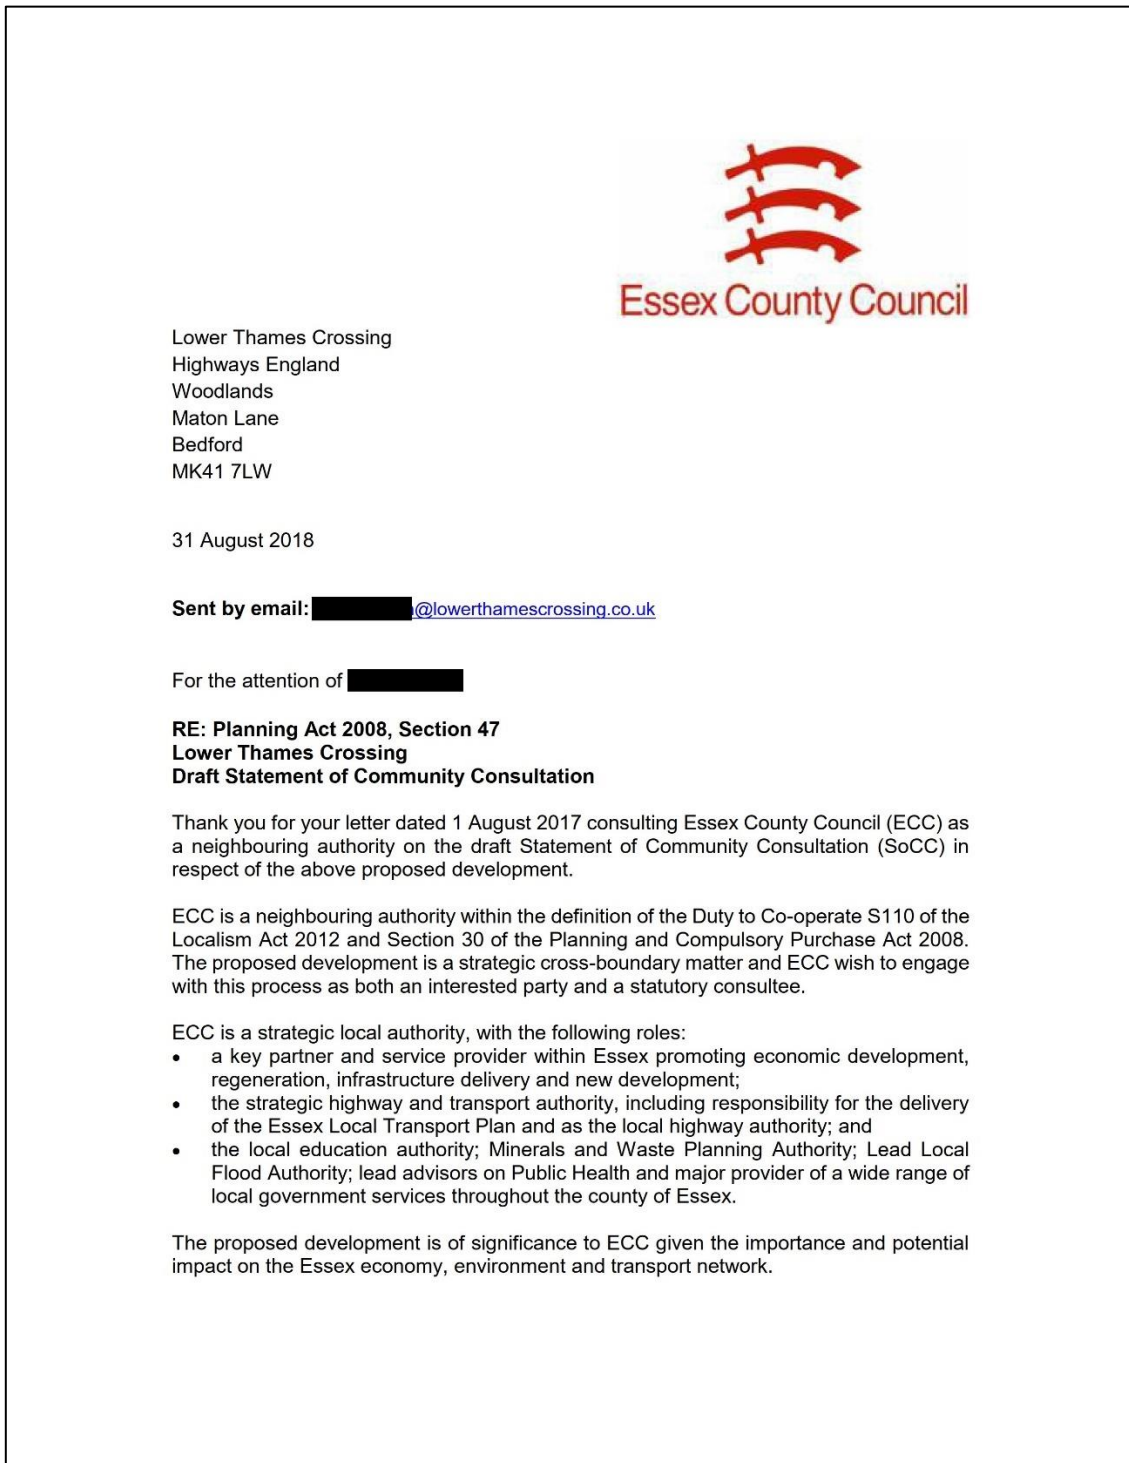 Essex County Council
Lower Thames Crossing
Highways England
Woodlands
Maton Lane
Bedford
MK41 7LW
31 August 2018
Sent by email: @lowerthamescrossing.co.uk
For the attention of
RE: Planning Act 2008, Section 47
Lower Thames Crossing
Draft Statement of Community Consultation
Thank you for your letter dated 1 August 2017 consulting Essex County Council (ECC) as
a neighbouring authority on the draft Statement of Community Consultation (SoCC) in
respect of the above proposed development.
ECC is a neighbouring authority within the definition of the Duty to Co-operate S110 of the
Localism Act 2012 and Section 30 of the Planning and Compulsory Purchase Act 2008.
The proposed development is a strategic cross-boundary matter and ECC wish to engage
with this process as both an interested party and a statutory consultee.
ECC is a strategic local authority, with the following roles:
• a key partner and service provider within Essex promoting economic development,
regeneration, infrastructure delivery and new development;
• the strategic highway and transport authority, including responsibility for the delivery
of the Essex Local Transport Plan and as the local highway authority; and
• the local education authority; Minerals and Waste Planning Authority; Lead Local
Flood Authority; lead advisors on Public Health and major provider of a wide range of
local government services throughout the county of Essex.
The proposed development is of significance to ECC given the importance and potential
impact on the Essex economy, environment and transport network.